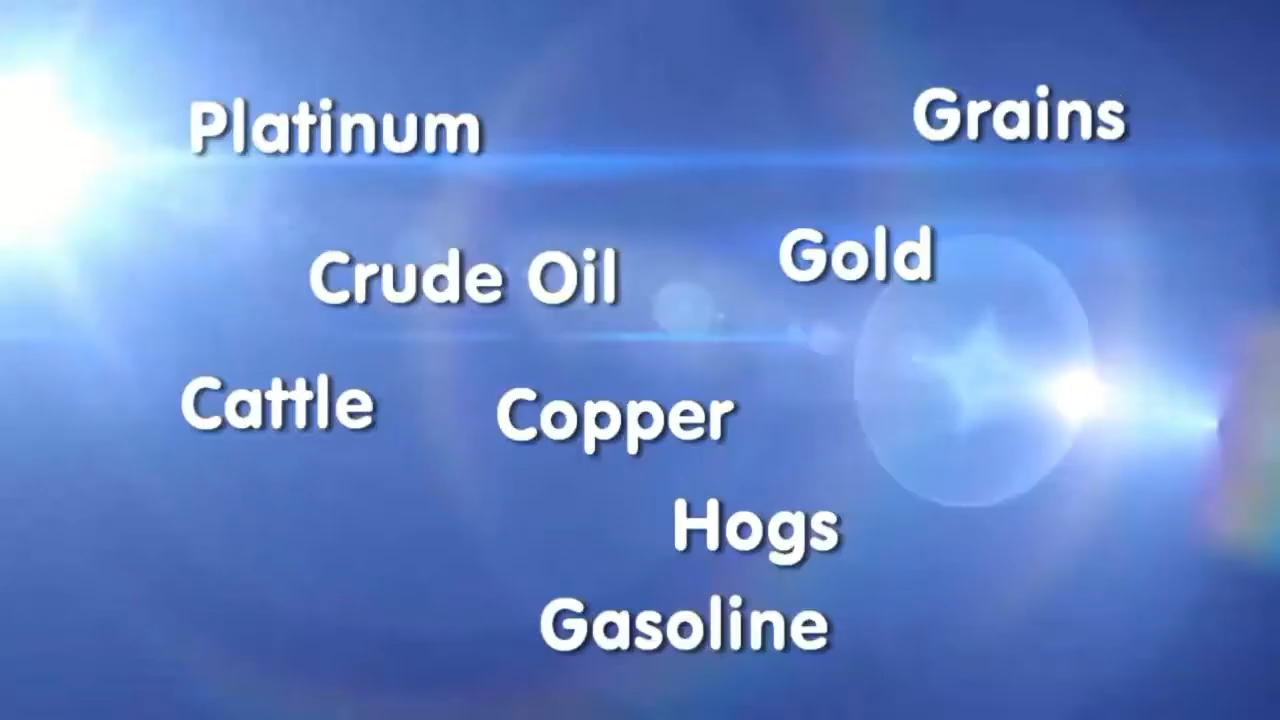 Platinum
Grains
Crude Oil
Gold
Cattle
Copper
Hogs
Gasoline